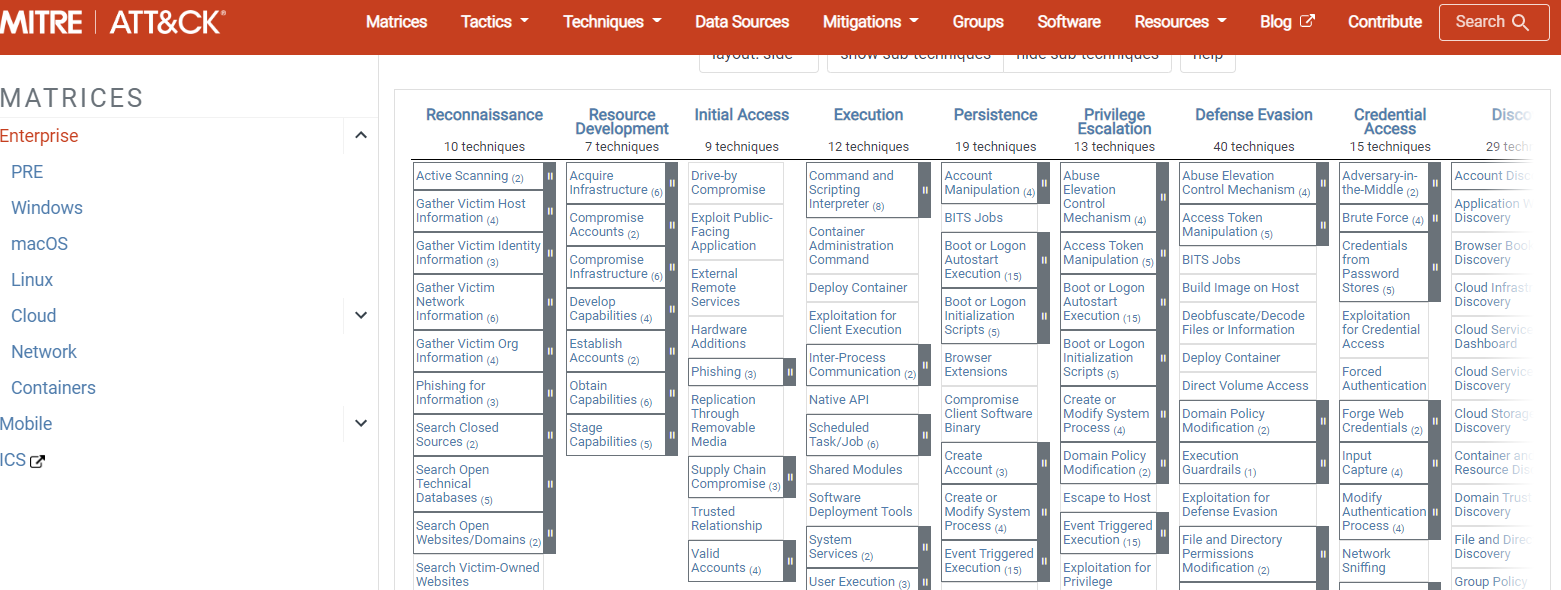 MITRE | ATT&CK®
Matrices
Tactics
Techniques
Data Sources
Mitigations
Groups
Software
Resources
Blog
Contribute
Search
layout: side
show sub-techniques
hide sub-techniques
help
MATRICES
Enterprise
PRE
Windows
macOS
Linux
Cloud
Network
Containers
Mobile
ICS
Reconnaissance
10 techniques
Active Scanning (2)
Gather Victim Host
Information (4)
Gather Victim Identity
Information (3)
Gather Victim
Network
Information (6)
Gather Victim Org
Information (4)
Phishing for
Information (3)
Search Closed
Sources (2)
Search Open
Technical
Databases (5)
Search Open
Websites/Domains (2)
Search Victim-Owned
Websites
Resource
Development
7 techniques
Acquire
Infrastructure (6)
Compromise
Accounts (2)
Compromise
Infrastructure (6)
Develop
Capabilities (4)
Establish
Accounts (2)
Obtain
Capabilities (6)
Stage
Capabilities (5)
Initial Access
9 techniques
Drive-by
Compromise
Exploit Public-
Facing
Application
External
Remote
Services
Hardware
Additions
Phishing (3)
Replication
Through
Removable
Media
Supply Chain
Compromise (3)
Trusted
Relationship
Valid
Accounts (4)
Execution
12 techniques
Command and
Scripting
Interpreter (8)
Container
Administration
Command
Deploy Container
Exploitation for
Client Execution
Inter-Process
Communication (2)
Native API
Scheduled
Task/Job (6)
Shared Modules
Software
Deployment Tools
System
Services (2)
User Execution (3)
Persistence
19 techniques
Account
Manipulation (4)
BITS Jobs
Boot or Logon
Autostart
Execution (15)
Boot or Logon
Initialization
Scripts (5)
Browser
Extensions
Compromise
Client Software
Binary
Create
Account (3)
Create or
Modify System
Process (4)
Event Triggered
Execution (15)
Privilege
Escalation
13 techniques
Abuse
Elevation
Control
Mechanism (4)
Access Token
Manipulation (5)
Boot or Logon
Autostart
Execution (15)
Boot or Logon
Initialization
Scripts (5)
Create or
Modify System
Process (4)
Domain Policy
Modification (2)
Escape to Host
Event Triggered
Execution (15)
Exploitation for
Privilege
Defense Evasion
40 techniques
Abuse Elevation
Control Mechanism (4)
Access Token
Manipulation (5)
BITS Jobs
Build Image on Host
Deobfuscate/Decode
Files or Information
Deploy Container
Direct Volume Access
Domain Policy
Modification (2)
Execution
Guardrails (1)
Exploitation for
Defense Evasion
File and Directory
Permissions
Modification (2)
Credential
Access
15 techniques
Adversary-in-
the-Middle (2)
Brute Force (4)
Credentials
from
Password
Stores (5)
Exploitation
for Credential
Access
Forced
Authentication
Forge Web
Credentials (2)
Input
Capture (4)
Modify
Authentication
Process (4)
Network
Sniffing
Disco
29 tech
Account Disc
Application W
Discovery
Browser Boo
Discovery
Cloud Infrast
Discovery
Cloud Service
Dashboard
Cloud Service
Discovery
Cloud Storag
Discovery
Container and
Resource Dis
Domain Trus
Discovery
File and Direc
Discovery
Group Policy